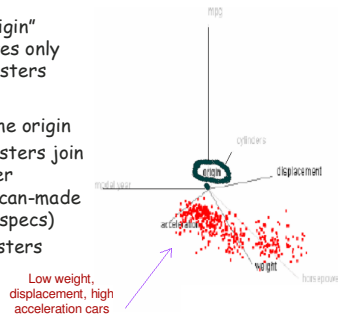 igin"
es only
sters
ne origin
sters join
er
can-made
specs)
sters
mpg
cylinders
origin
displacement
model year
acceleration
weight
horsepower
Low weight,
displacement, high
acceleration cars